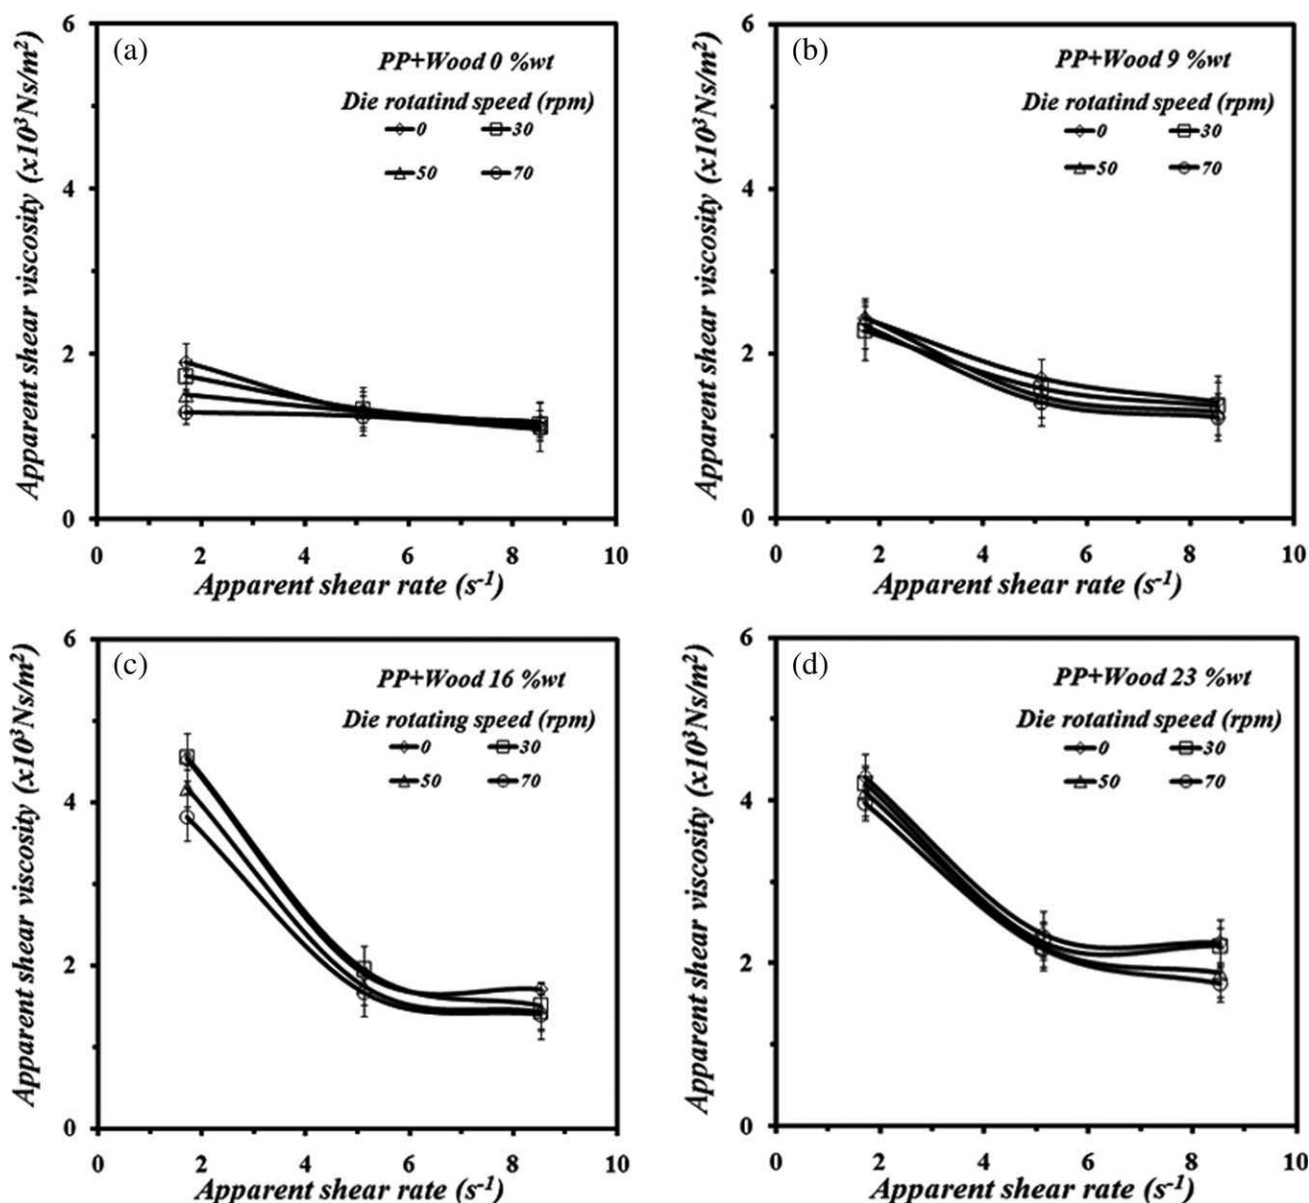 (a)
PP+Wood 0 %wt
Die rotatind speed (rpm)
0 30
50 70
Apparent shear viscosity (x10³Ns/m²)
6
4
2
0
0 2 4 6 8 10
Apparent shear rate (s⁻¹)
(b)
PP+Wood 9 %wt
Die rotatind speed (rpm)
0 30
50 70
Apparent shear viscosity (x10³Ns/m²)
6
4
2
0
0 2 4 6 8 10
Apparent shear rate (s⁻¹)
(c)
PP+Wood 16 %wt
Die rotating speed (rpm)
0 30
50 70
Apparent shear viscosity (x10³Ns/m²)
6
4
2
0
0 2 4 6 8 10
Apparent shear rate (s⁻¹)
(d)
PP+Wood 23 %wt
Die rotatind speed (rpm)
0 30
50 70
Apparent shear viscosity (x10³Ns/m²)
6
4
2
0
0 2 4 6 8 10
Apparent shear rate (s⁻¹)